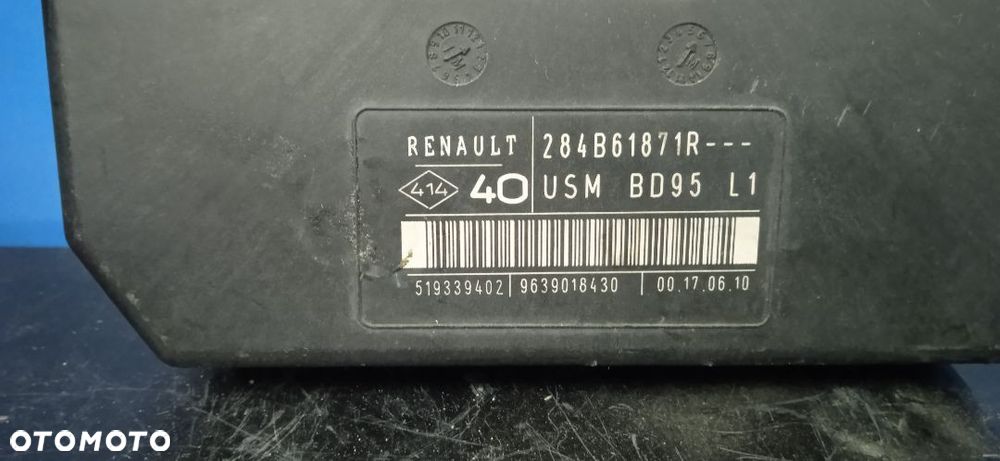 RENAULT 284B61871R---
414 40 USM BD95 L1
519339402 9639018430 00.17.06.10
OTOMOTO